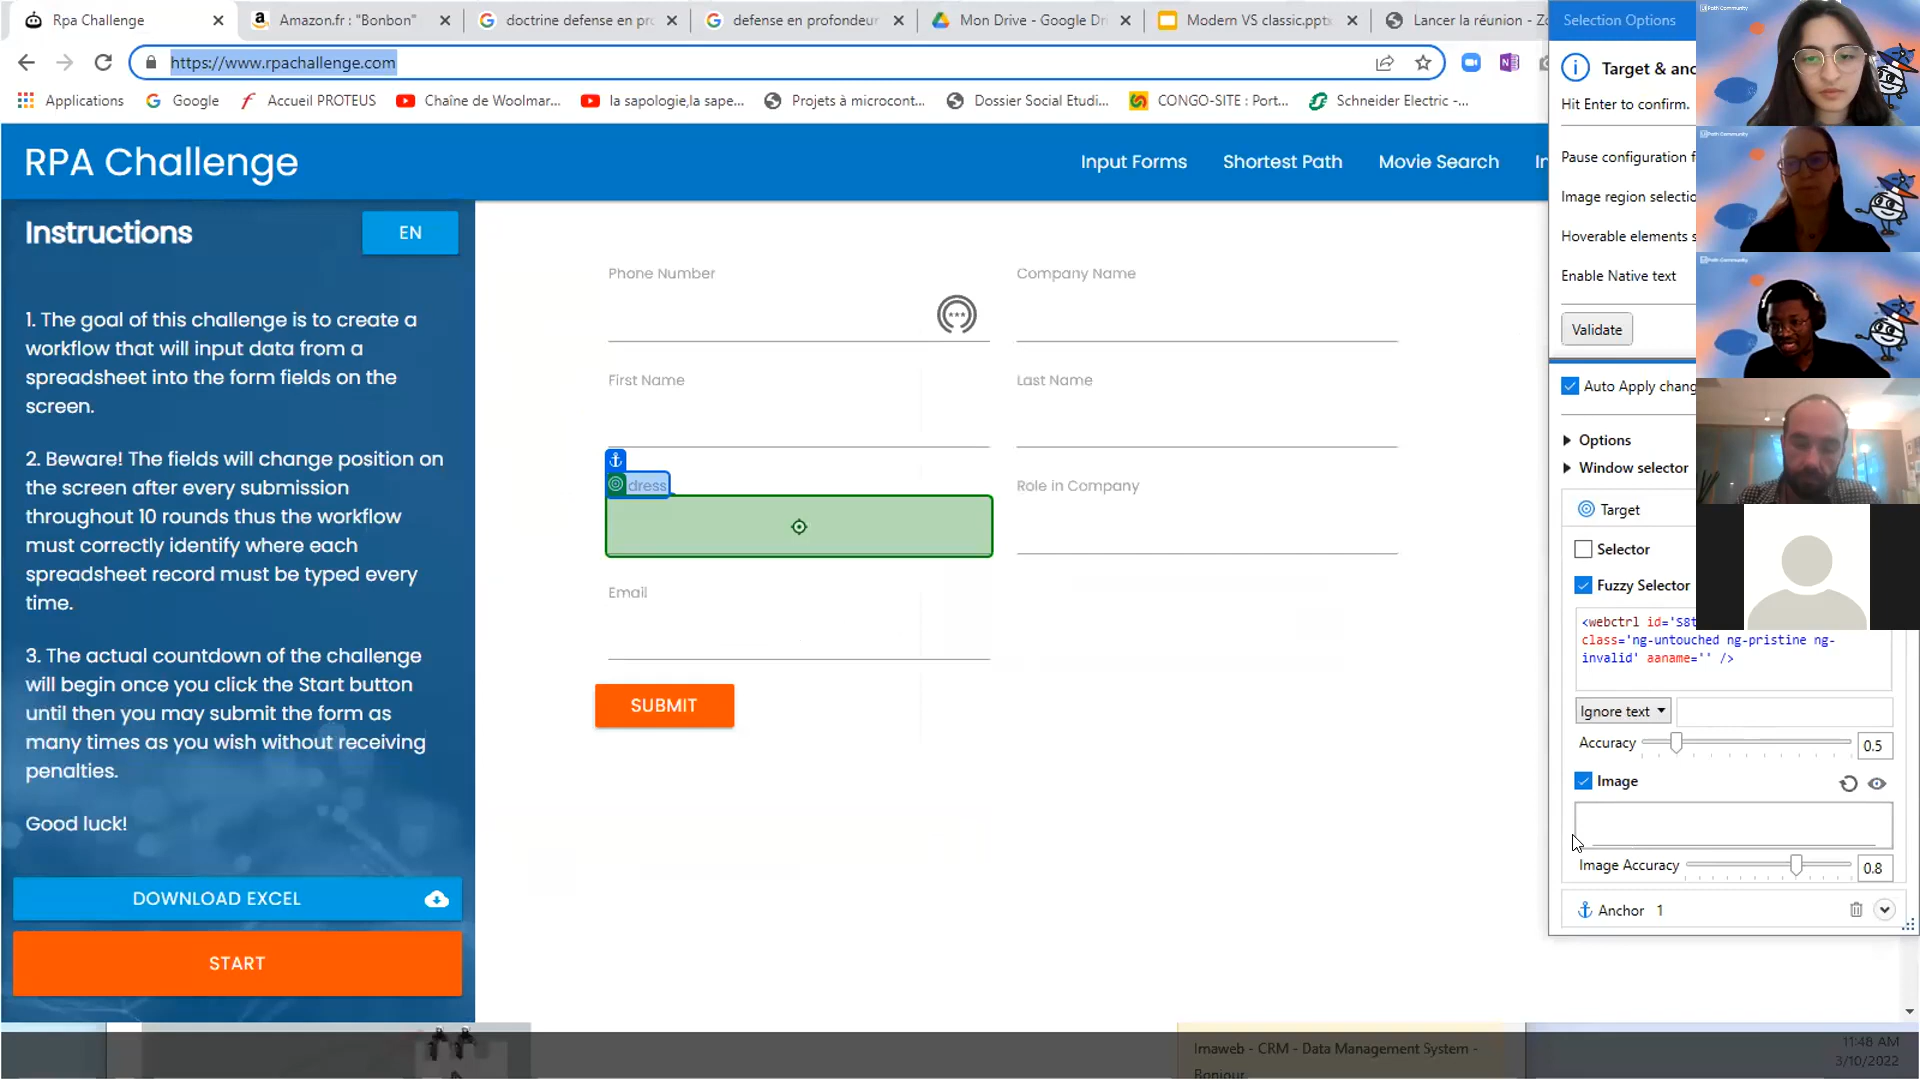 Rpa Challenge
Amazon.fr : "Bonbon"
doctrine defense en pro
defense en profondeur
Mon Drive - Google Dri
Modern VS classic.pptx
Lancer la réunion - Zo
Selection Options
https://www.rpachallenge.com
Applications
Google
Accueil PROTEUS
Chaîne de Woolmar...
la sapologie,la sape...
Projets à microcont...
Dossier Social Etudi...
CONGO-SITE : Port...
Schneider Electric -...
Target & anc
Hit Enter to confirm.
Pause configuration f
Image region selectio
Hoverable elements s
Enable Native text
Validate
Auto Apply chang
Options
Window selector
Target
Selector
Fuzzy Selector
<webctrl id='S8t
class='ng-untouched ng-pristine ng-
invalid' aaname='' />
Ignore text
Accuracy
0.5
Image
Image Accuracy
0.8
Anchor 1
RPA Challenge
Input Forms
Shortest Path
Movie Search
In
Instructions
EN
1. The goal of this challenge is to create a
workflow that will input data from a
spreadsheet into the form fields on the
screen.
2. Beware! The fields will change position on
the screen after every submission
throughout 10 rounds thus the workflow
must correctly identify where each
spreadsheet record must be typed every
time.
3. The actual countdown of the challenge
will begin once you click the Start button
until then you may submit the form as
many times as you wish without receiving
penalties.
Good luck!
DOWNLOAD EXCEL
START
Phone Number
Company Name
First Name
Last Name
dress
Role in Company
Email
SUBMIT
Imaweb - CRM - Data Management System -
Bonjour,
11:48 AM
3/10/2022